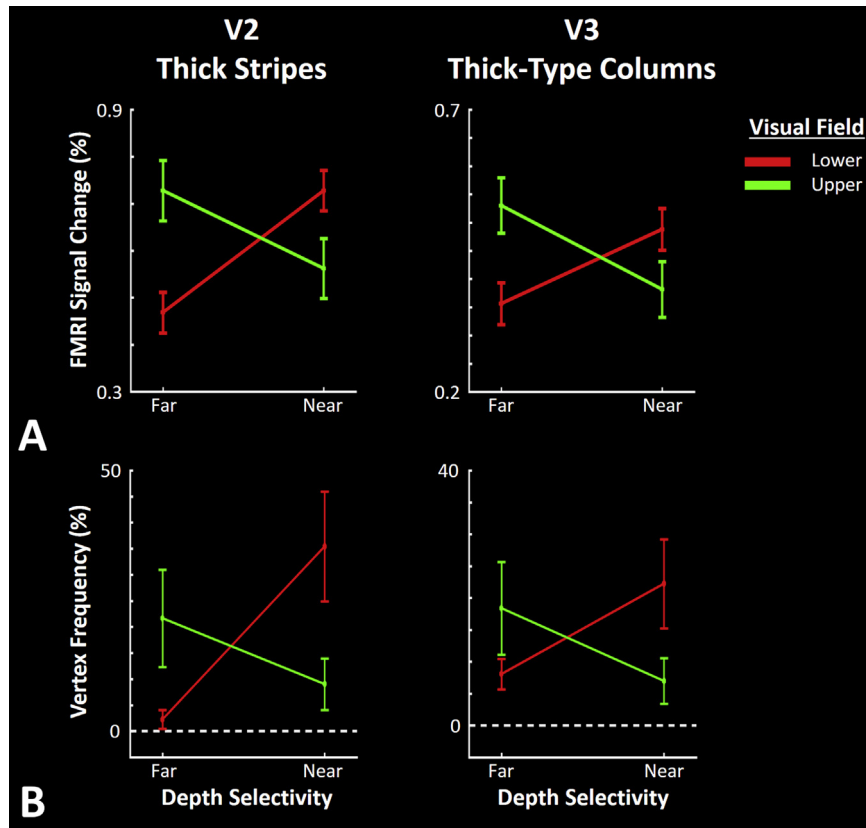 V2
Thick Stripes
V3
Thick-Type Columns
0.9
FMRI Signal Change (%)
0.3
Far
Near
0.7
0.2
Far
Near
Visual Field
Lower
Upper
A
50
Vertex Frequency (%)
0
Far
Near
Depth Selectivity
40
0
Far
Near
Depth Selectivity
B